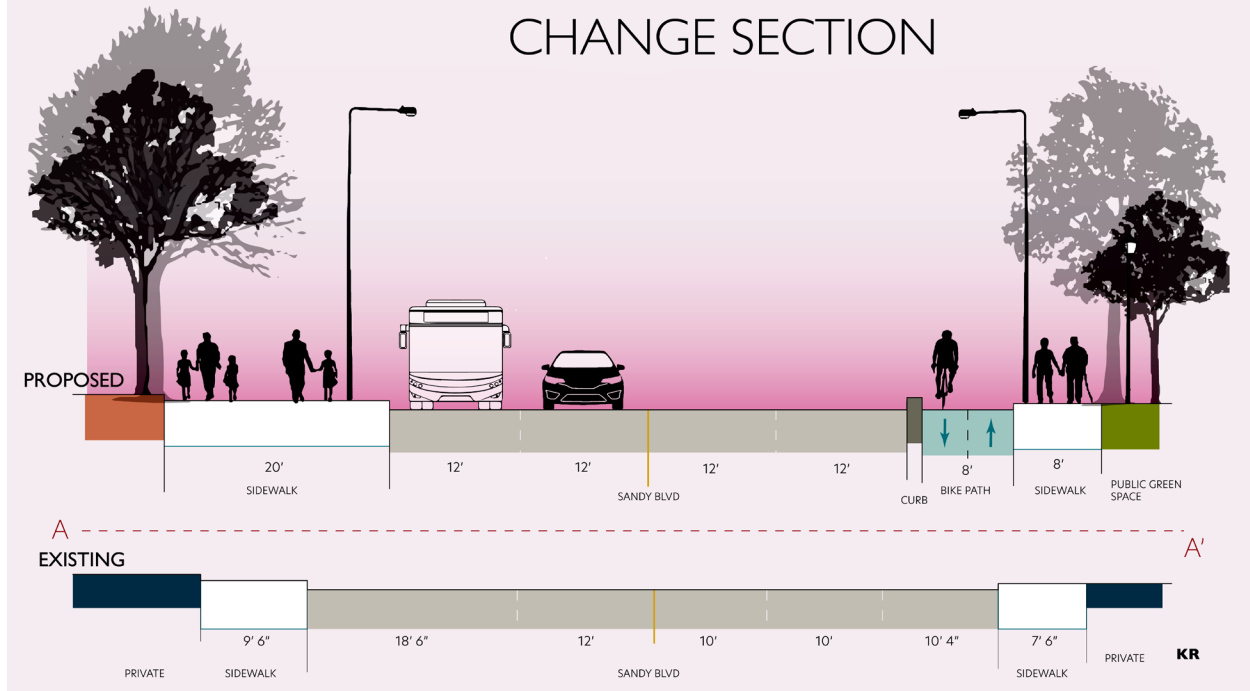 CHANGE SECTION
PROPOSED
20’ 12’ 12’ 12’ 12’ 8’ 8’
SIDEWALK SANDY BLVD CURB BIKE PATH SIDEWALK PUBLIC GREEN
SPACE
A A’
EXISTING
9’ 6” 18’ 6” 12’ 10’ 10’ 10’ 4” 7’ 6”
PRIVATE SIDEWALK SANDY BLVD SIDEWALK PRIVATE KR